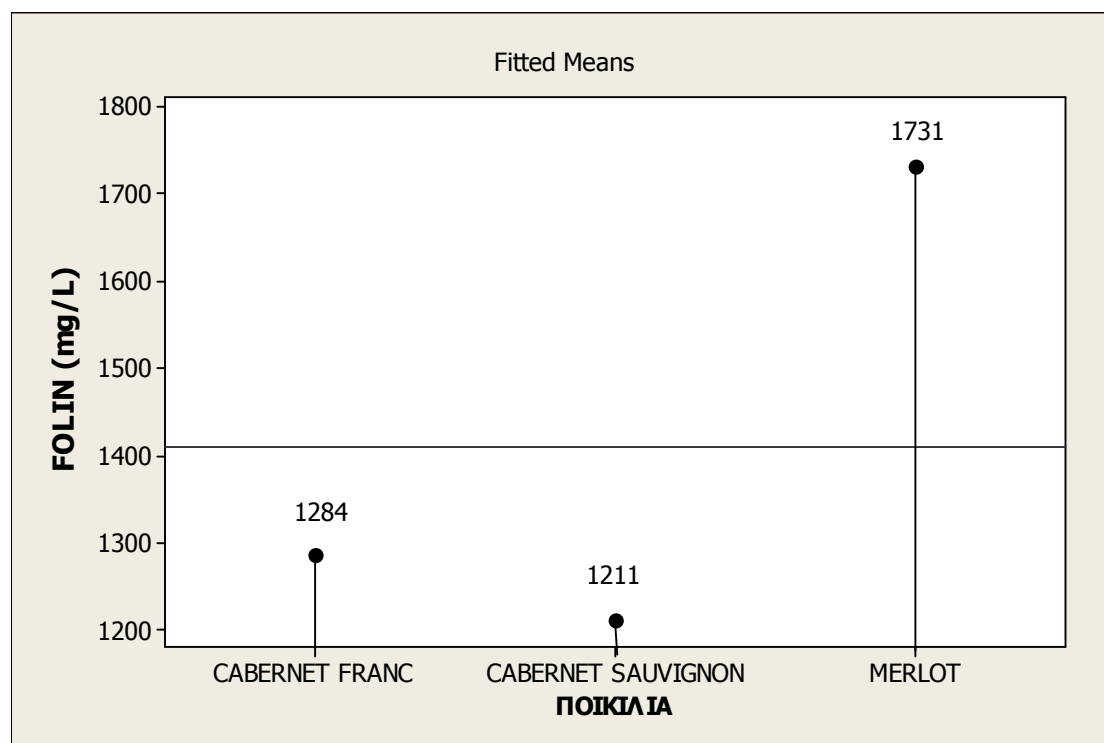 Fitted Means
1800
1731
1700
1600
1500
1400
1300
1284
1211
1200
FOLIN (mg/L)
CABERNET FRANC CABERNET SAUVIGNON MERLOT
ΠΟΙΚΙΛΙΑ